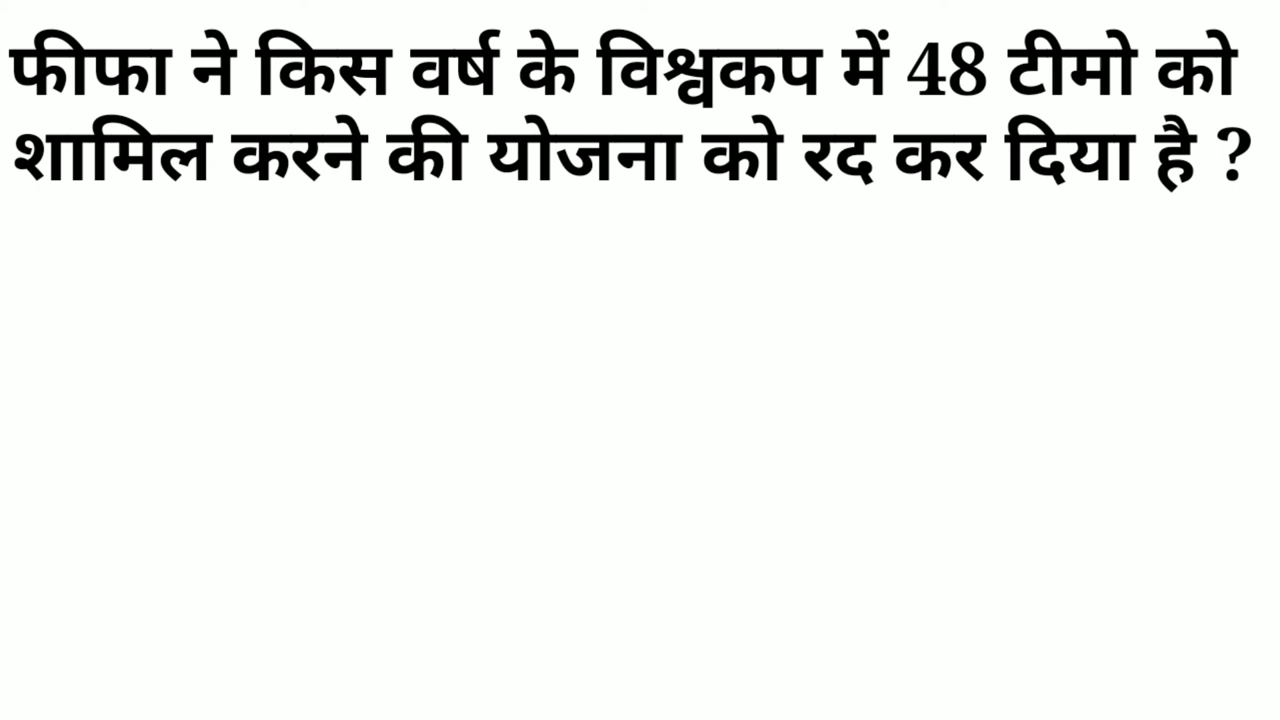 फीफा ने किस वर्ष के विश्वकप में 48 टीमो को
शामिल करने की योजना को रद कर दिया है ?